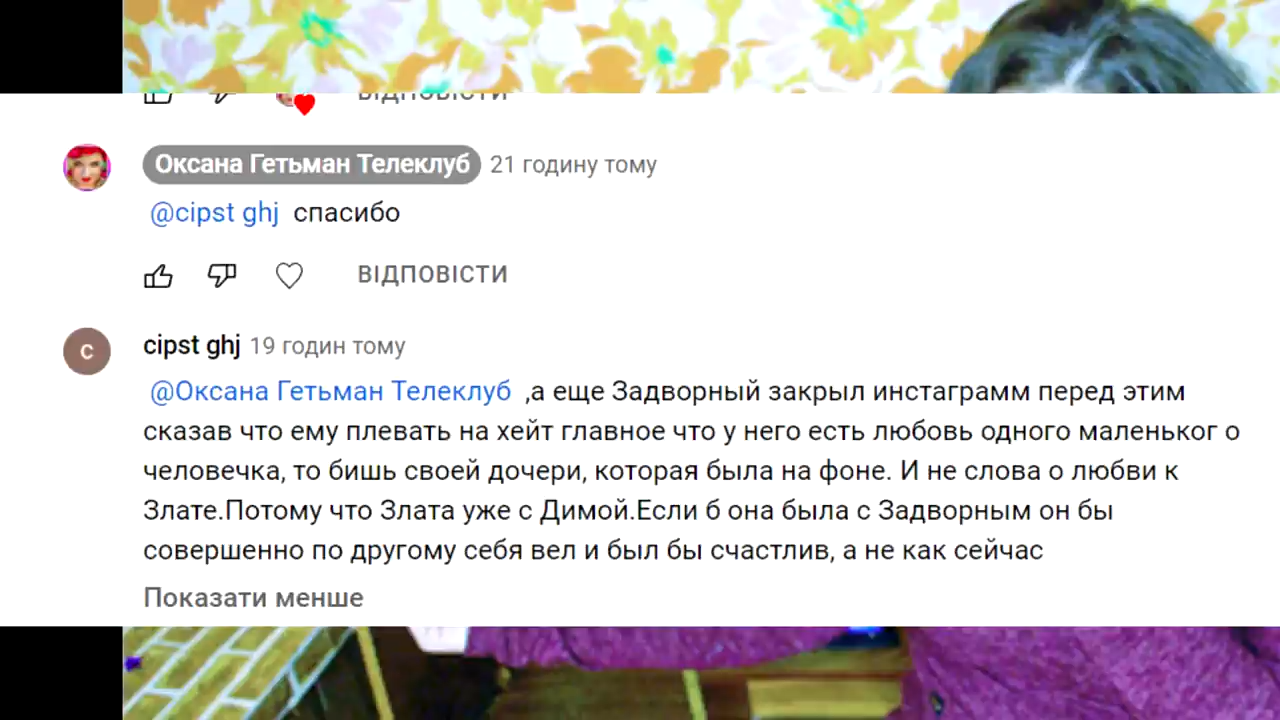 ВІДПОВІСТИ
Оксана Гетьман Телеклуб 21 годину тому
@cipst ghj спасибо
ВІДПОВІСТИ
C
cipst ghj 19 годин тому
@Оксана Гетьман Телеклуб ,а еще Задворный закрыл инстаграмм перед этим
сказав что ему плевать на хейт главное что у него есть любовь одного маленьког о
человечка, то бишь своей дочери, которая была на фоне. И не слова о любви к
Злате.Потому что Злата уже с Димой.Если б она была с Задворным он бы
совершенно по другому себя вел и был бы счастлив, а не как сейчас
Показати менше